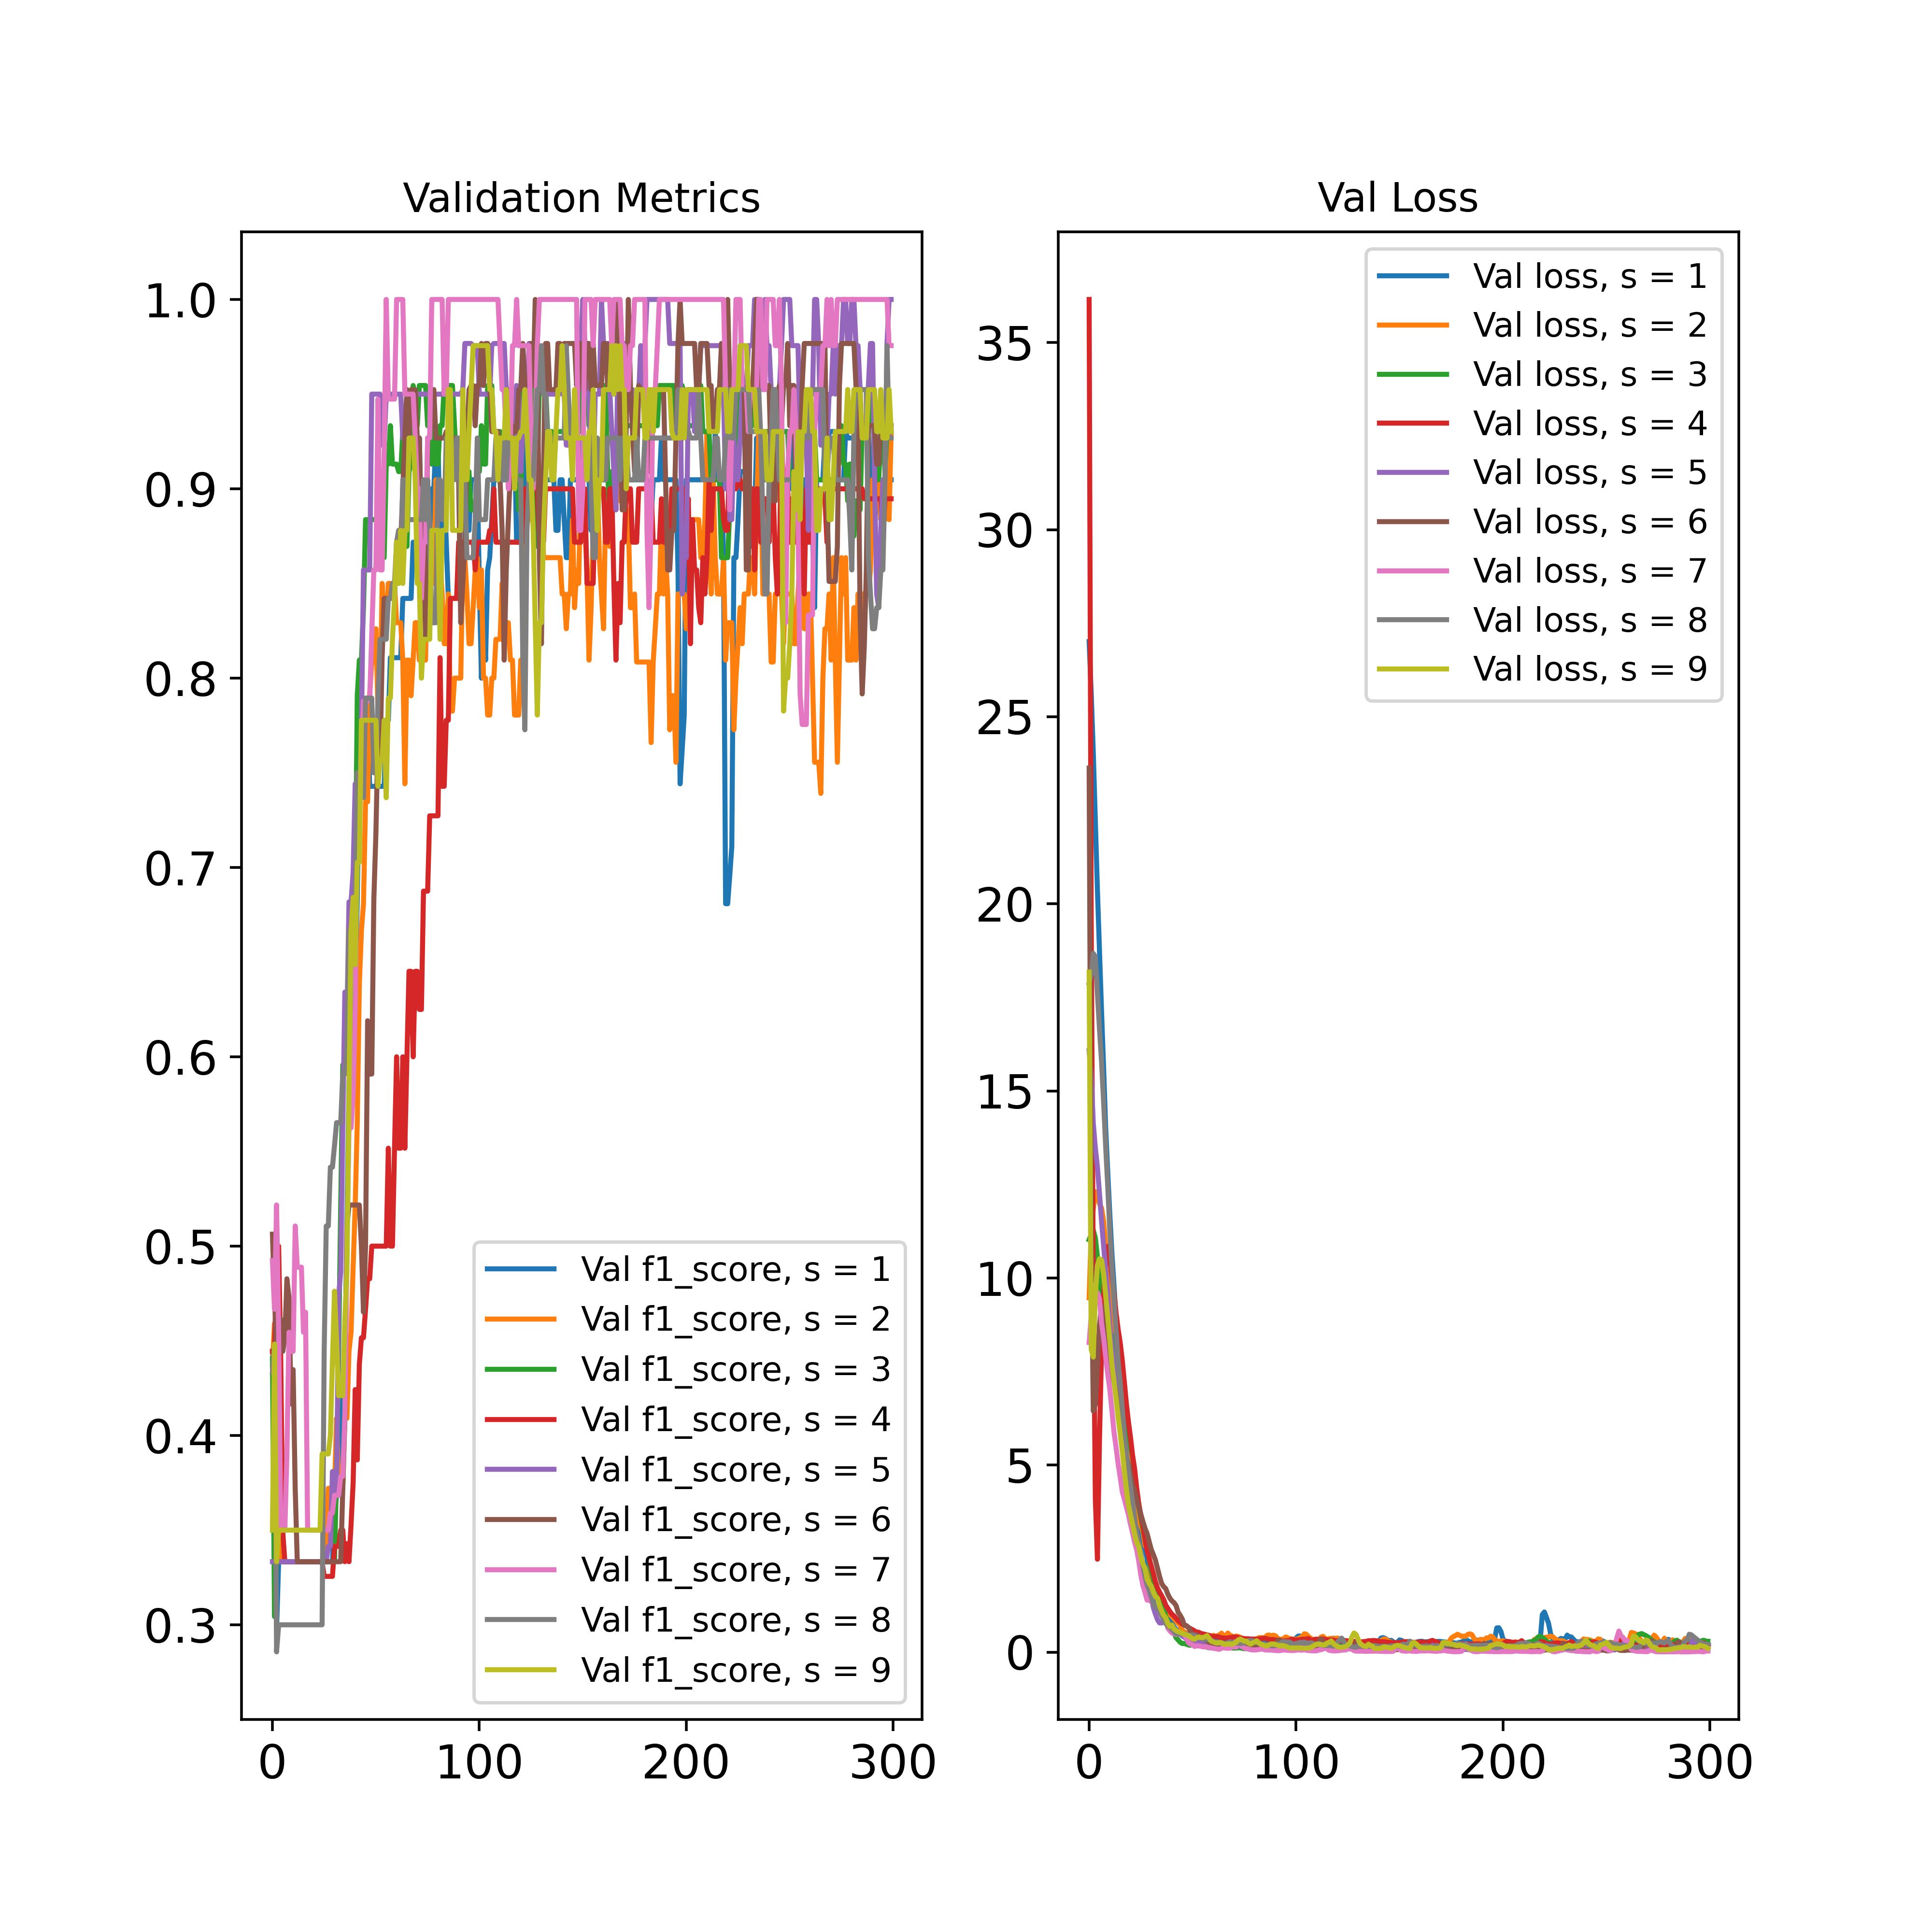 Validation Metrics
1.0
0.9
0.8
0.7
0.6
0.5
0.4
0.3
0 100 200 300
Val f1_score, s = 1
Val f1_score, s = 2
Val f1_score, s = 3
Val f1_score, s = 4
Val f1_score, s = 5
Val f1_score, s = 6
Val f1_score, s = 7
Val f1_score, s = 8
Val f1_score, s = 9
Val Loss
35
30
25
20
15
10
5
0
0 100 200 300
Val loss, s = 1
Val loss, s = 2
Val loss, s = 3
Val loss, s = 4
Val loss, s = 5
Val loss, s = 6
Val loss, s = 7
Val loss, s = 8
Val loss, s = 9